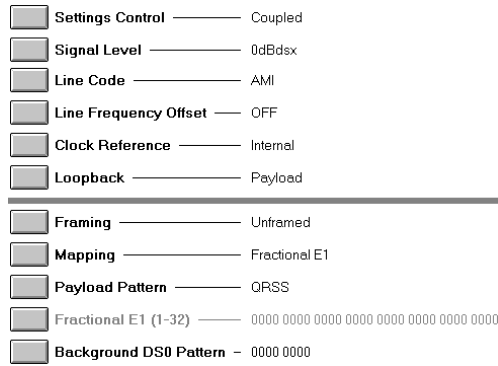 Settings Control Coupled
Signal Level 0dBdsx
Line Code AMI
Line Frequency Offset OFF
Clock Reference Internal
Loopback Payload
Framing Unframed
Mapping Fractional E1
Payload Pattern QRSS
Fractional E1 (1-32) 0000 0000 0000 0000 0000 0000 0000 0000
Background DS0 Pattern 0000 0000